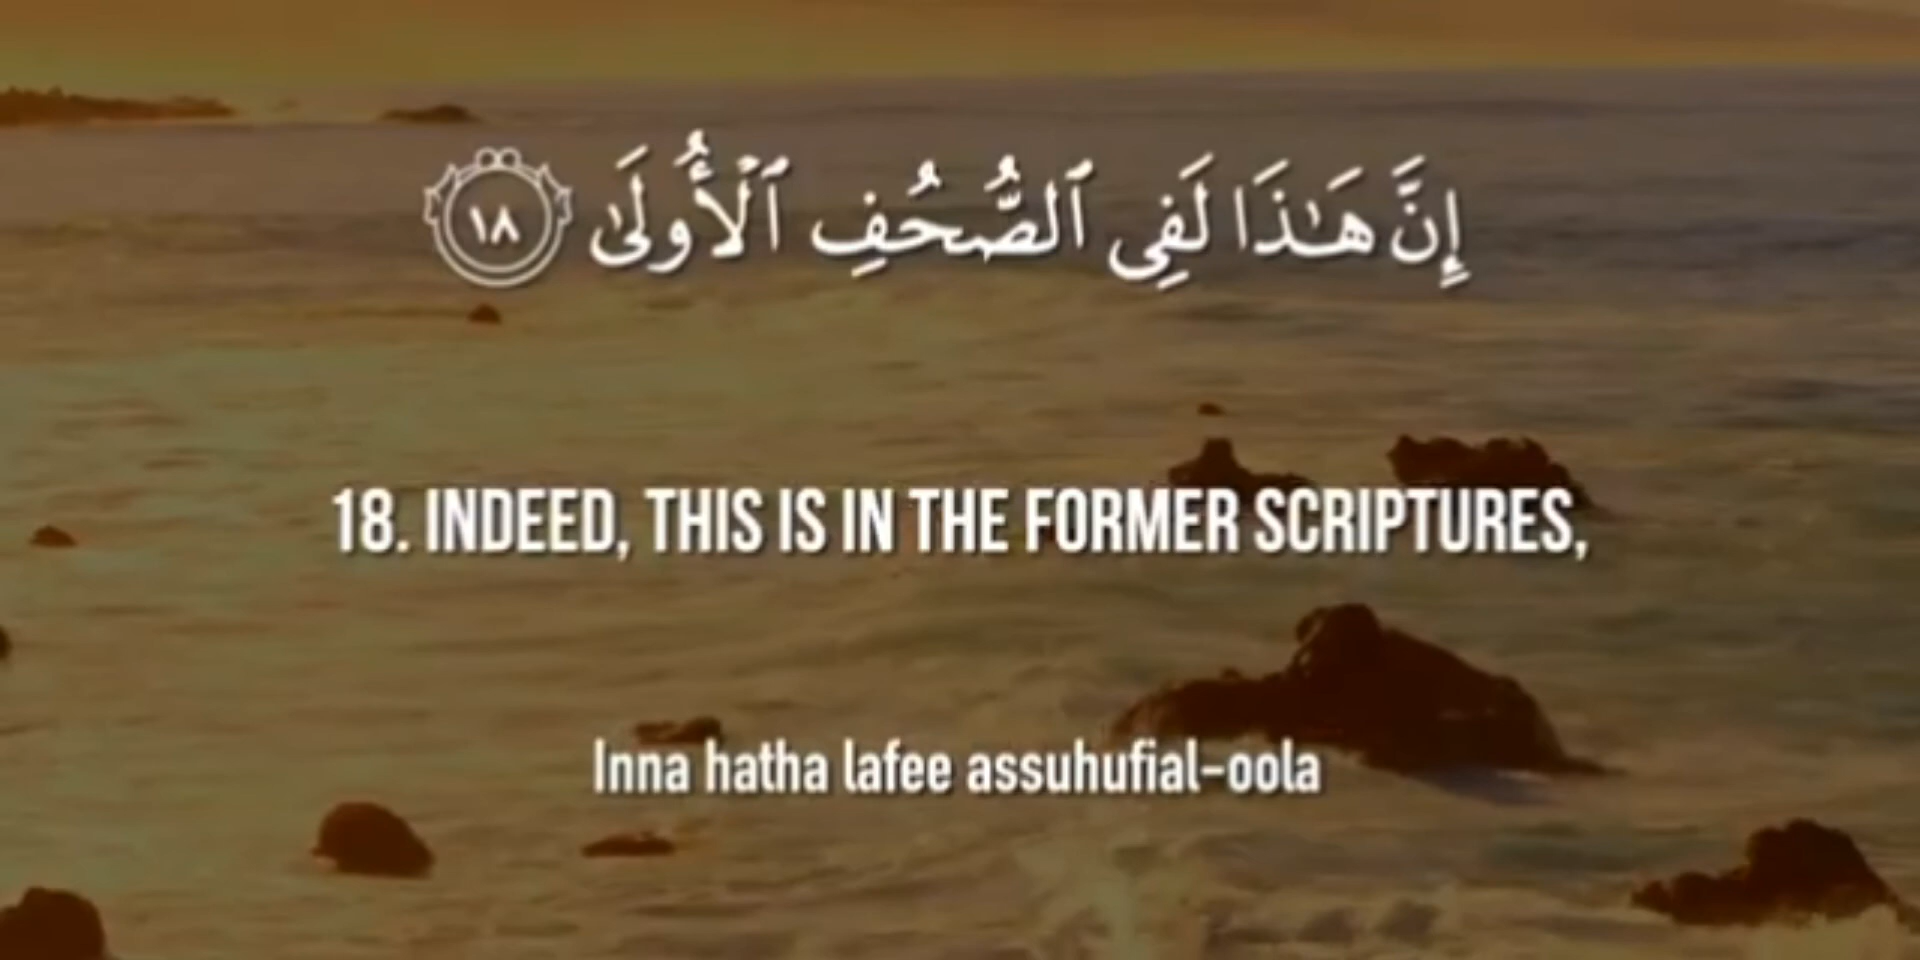 إِنَّ هَـٰذَا لَفِى ٱلصُّحُفِ ٱلْأُولَىٰ ١٨
18. INDEED, THIS IS IN THE FORMER SCRIPTURES,
Inna hatha lafee assuhufial-oola